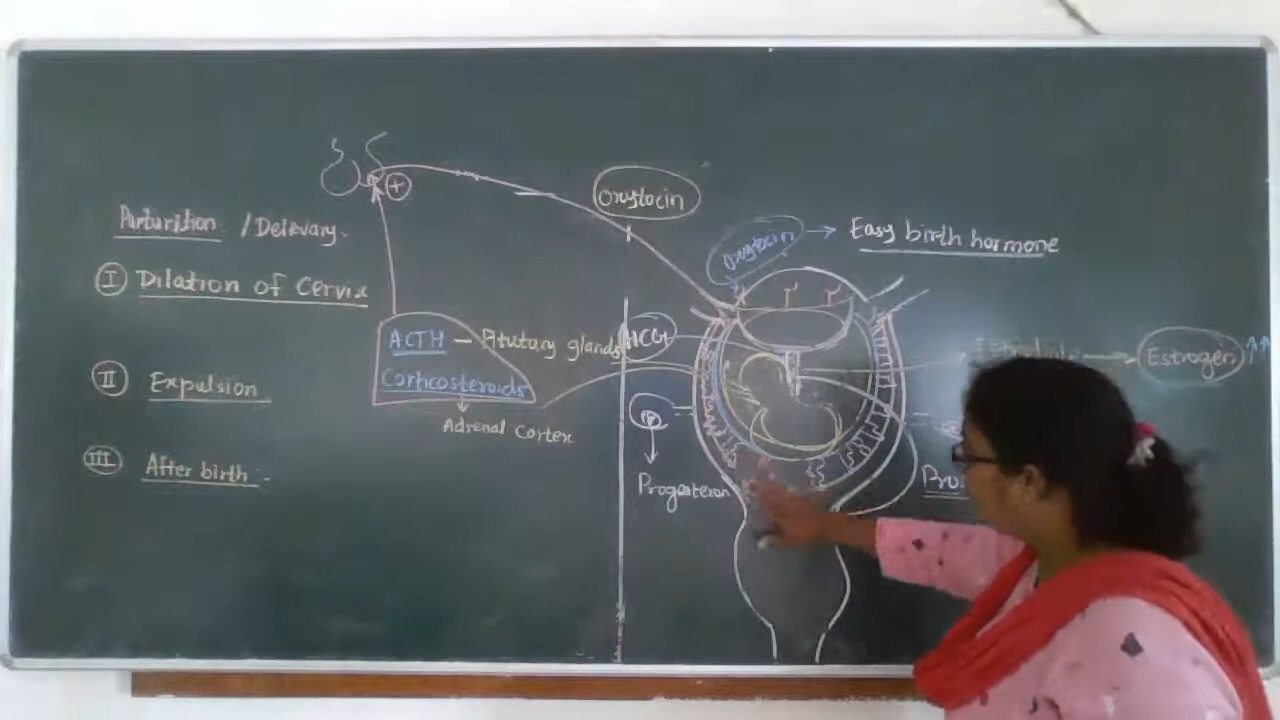 Oxytocin
Parturition / Delevary.
Oxytocin → Easy birth hormone
I Dilation of Cervix
ACTH - Pitutary glands
HCG
Estrogen ↑↑
Corticosteroids
II Expulsion
Adrenal Cortex
P
III After birth :-
Progesteron